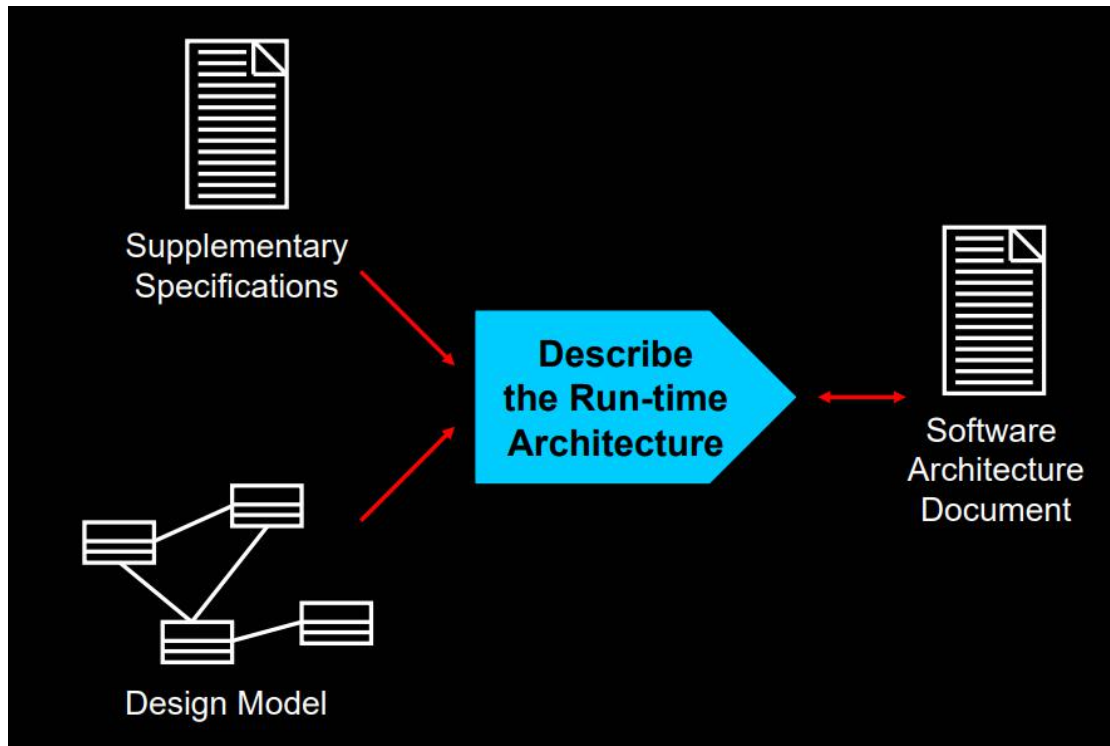 Supplementary
Specifications
Describe
the Run-time
Architecture
Software
Architecture
Document
Design Model